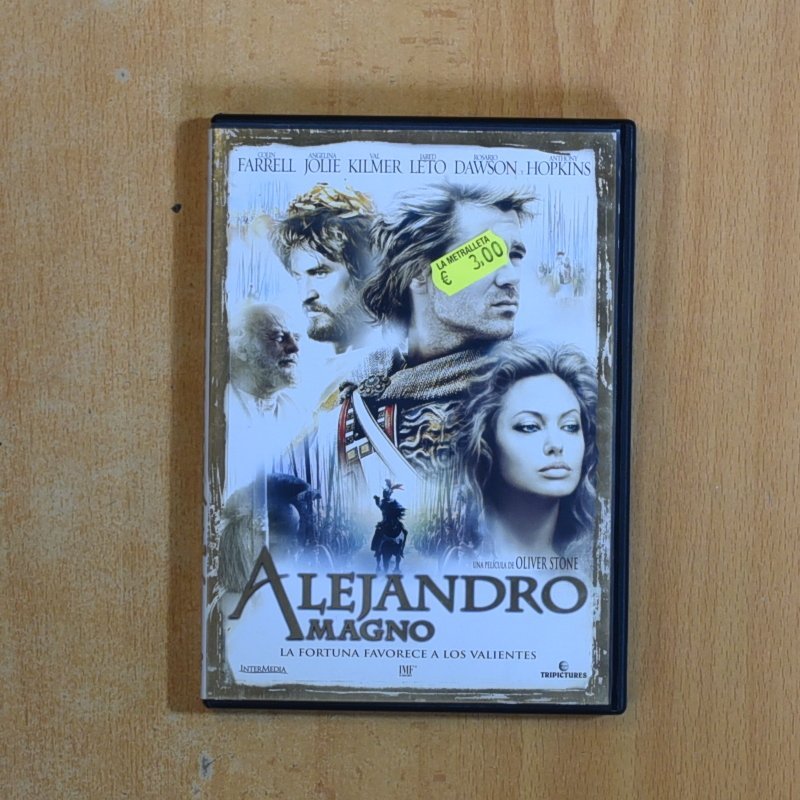 COLIN FARRELL ANGELINA JOLIE VAL KILMER JARED LETO ROSARIO DAWSON Y ANTHONY HOPKINS
LA METRALLETA
€ 3,00
UNA PELÍCULA DE OLIVER STONE
ALEJANDRO
MAGNO
LA FORTUNA FAVORECE A LOS VALIENTES
INTERMEDIA
IMF
TRIPICTURES